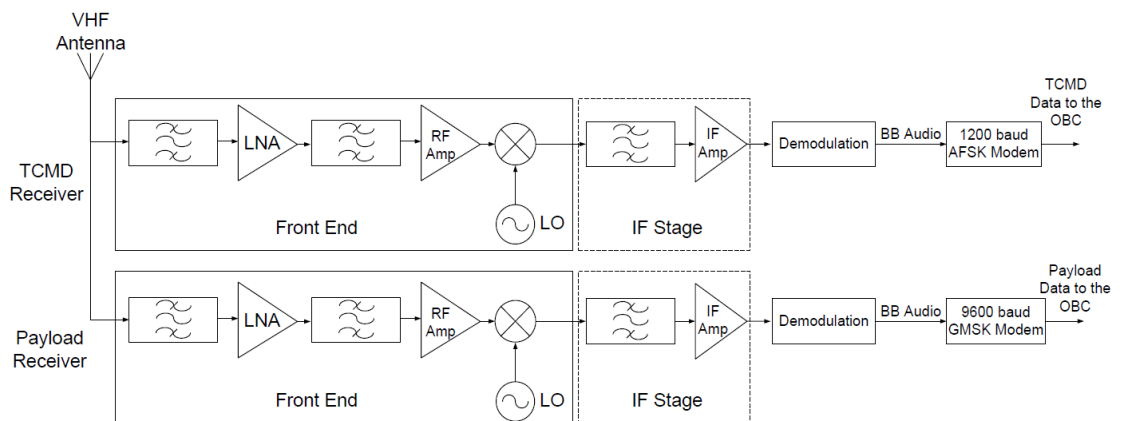 VHF
Antenna
TCMD
Receiver
LNA
RF
Amp
LO
Front End
IF
Amp
IF Stage
Demodulation
BB Audio
1200 baud
AFSK Modem
TCMD
Data to the
OBC
Payload
Receiver
LNA
RF
Amp
LO
Front End
IF
Amp
IF Stage
Demodulation
BB Audio
9600 baud
GMSK Modem
Payload
Data to the
OBC